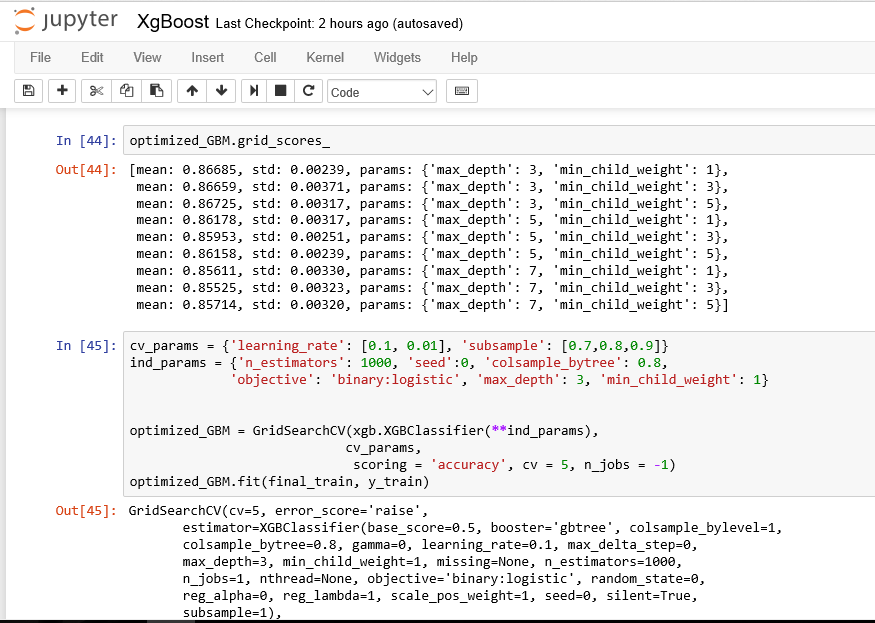 jupyter XgBoost Last Checkpoint: 2 hours ago (autosaved)
File Edit View Insert Cell Kernel Widgets Help
Code
In [44]: optimized_GBM.grid_scores_
Out[44]: [mean: 0.86685, std: 0.00239, params: {'max_depth': 3, 'min_child_weight': 1},
mean: 0.86659, std: 0.00371, params: {'max_depth': 3, 'min_child_weight': 3},
mean: 0.86725, std: 0.00317, params: {'max_depth': 3, 'min_child_weight': 5},
mean: 0.86178, std: 0.00317, params: {'max_depth': 5, 'min_child_weight': 1},
mean: 0.85953, std: 0.00251, params: {'max_depth': 5, 'min_child_weight': 3},
mean: 0.86158, std: 0.00239, params: {'max_depth': 5, 'min_child_weight': 5},
mean: 0.85611, std: 0.00330, params: {'max_depth': 7, 'min_child_weight': 1},
mean: 0.85525, std: 0.00323, params: {'max_depth': 7, 'min_child_weight': 3},
mean: 0.85714, std: 0.00320, params: {'max_depth': 7, 'min_child_weight': 5}]
In [45]: cv_params = {'learning_rate': [0.1, 0.01], 'subsample': [0.7,0.8,0.9]}
ind_params = {'n_estimators': 1000, 'seed':0, 'colsample_bytree': 0.8,
'objective': 'binary:logistic', 'max_depth': 3, 'min_child_weight': 1}
optimized_GBM = GridSearchCV(xgb.XGBClassifier(**ind_params),
cv_params,
scoring = 'accuracy', cv = 5, n_jobs = -1)
optimized_GBM.fit(final_train, y_train)
Out[45]: GridSearchCV(cv=5, error_score='raise',
estimator=XGBClassifier(base_score=0.5, booster='gbtree', colsample_bylevel=1,
colsample_bytree=0.8, gamma=0, learning_rate=0.1, max_delta_step=0,
max_depth=3, min_child_weight=1, missing=None, n_estimators=1000,
n_jobs=1, nthread=None, objective='binary:logistic', random_state=0,
reg_alpha=0, reg_lambda=1, scale_pos_weight=1, seed=0, silent=True,
subsample=1),